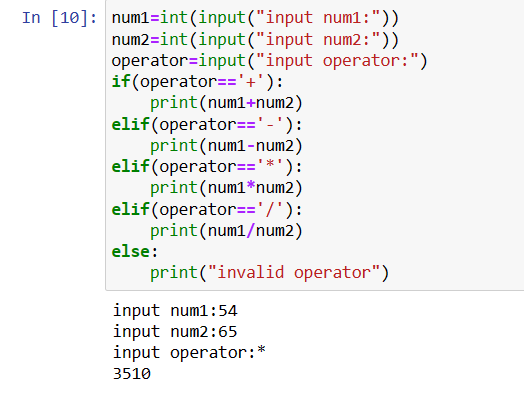 In [10]: num1=int(input("input num1:"))
num2=int(input("input num2:"))
operator=input("input operator:")
if(operator=='+'):
    print(num1+num2)
elif(operator=='-'):
    print(num1-num2)
elif(operator=='*'):
    print(num1*num2)
elif(operator=='/'):
    print(num1/num2)
else:
    print("invalid operator")
input num1:54
input num2:65
input operator:*
3510